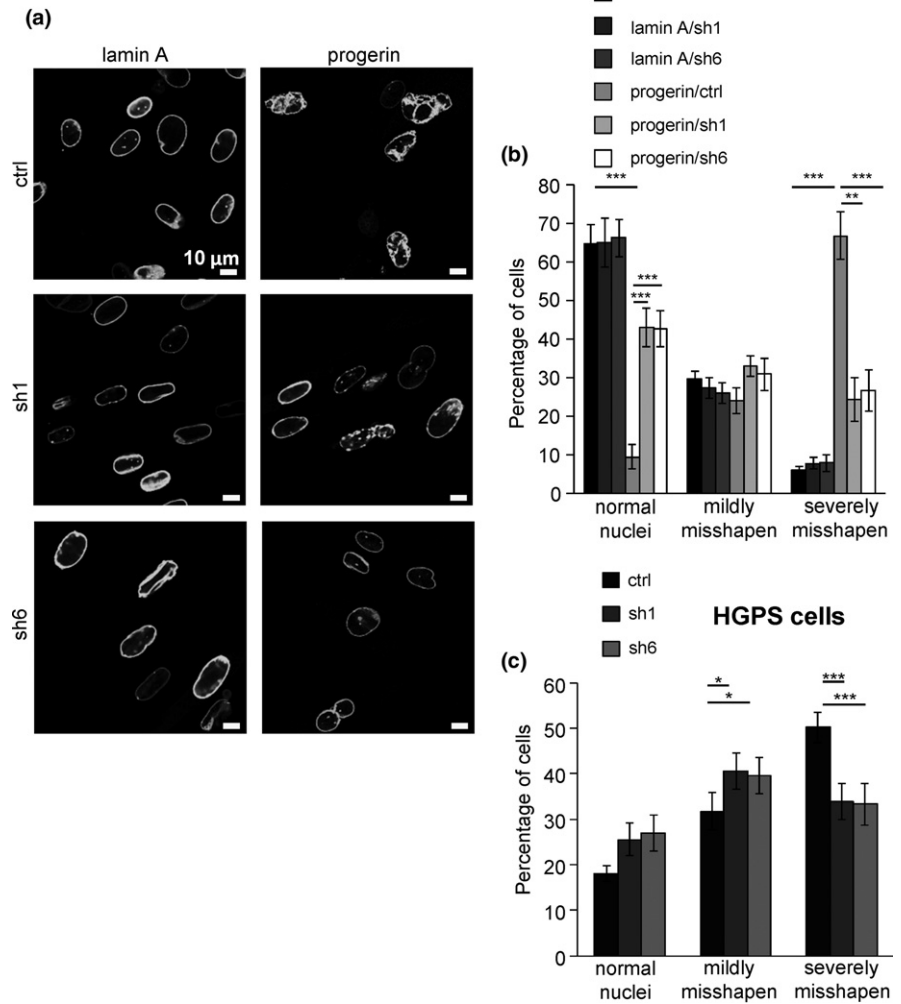 (a)
lamin A
progerin
ctrl
10 µm
sh1
sh6
lamin A/sh1
lamin A/sh6
progerin/ctrl
progerin/sh1
progerin/sh6
(b)
Percentage of cells
80
70
60
50
40
30
20
10
0
***
***
***
***
***
**
normal
nuclei
mildly
misshapen
severely
misshapen
ctrl
sh1
sh6
HGPS cells
(c)
Percentage of cells
60
50
40
30
20
10
0
*
*
***
***
normal
nuclei
mildly
misshapen
severely
misshapen